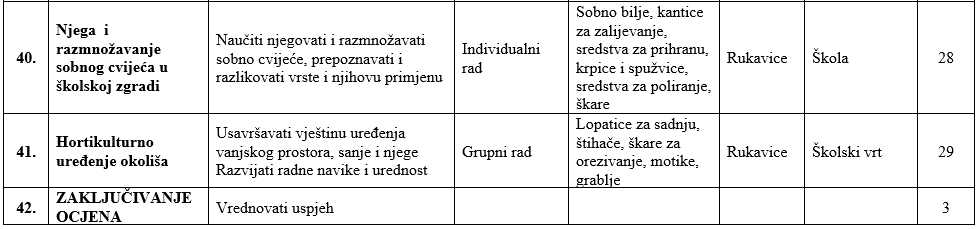 40.
Njega i
razmnožavanje
sobnog cvijeća u
školskoj zgradi
Naučiti njegovati i razmnožavati
sobno cvijeće, prepoznavati i
razlikovati vrste i njihovu primjenu
Individualni
rad
Sobno bilje, kantice
za zalijevanje,
sredstva za prihranu,
krpice i spužvice,
sredstva za poliranje,
škare
Rukavice
Škola
28
41.
Hortikulturno
uređenje okoliša
Usavršavati vještinu uređenja
vanjskog prostora, sanje i njege
Razvijati radne navike i urednost
Grupni rad
Lopatice za sadnju,
štihače, škare za
orezivanje, motike,
grablje
Rukavice
Školski vrt
29
42.
ZAKLJUČIVANJE
OCJENA
Vrednovati uspjeh
3